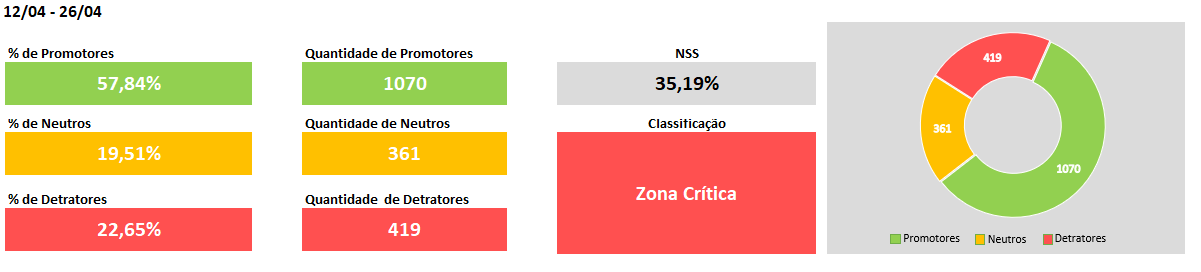 12/04 - 26/04
% de Promotores
57,84%
% de Neutros
19,51%
% de Detratores
22,65%
Quantidade de Promotores
1070
Quantidade de Neutros
361
Quantidade de Detratores
419
NSS
35,19%
Classificação
Zona Crítica
419
361
1070
Promotores
Neutros
Detratores